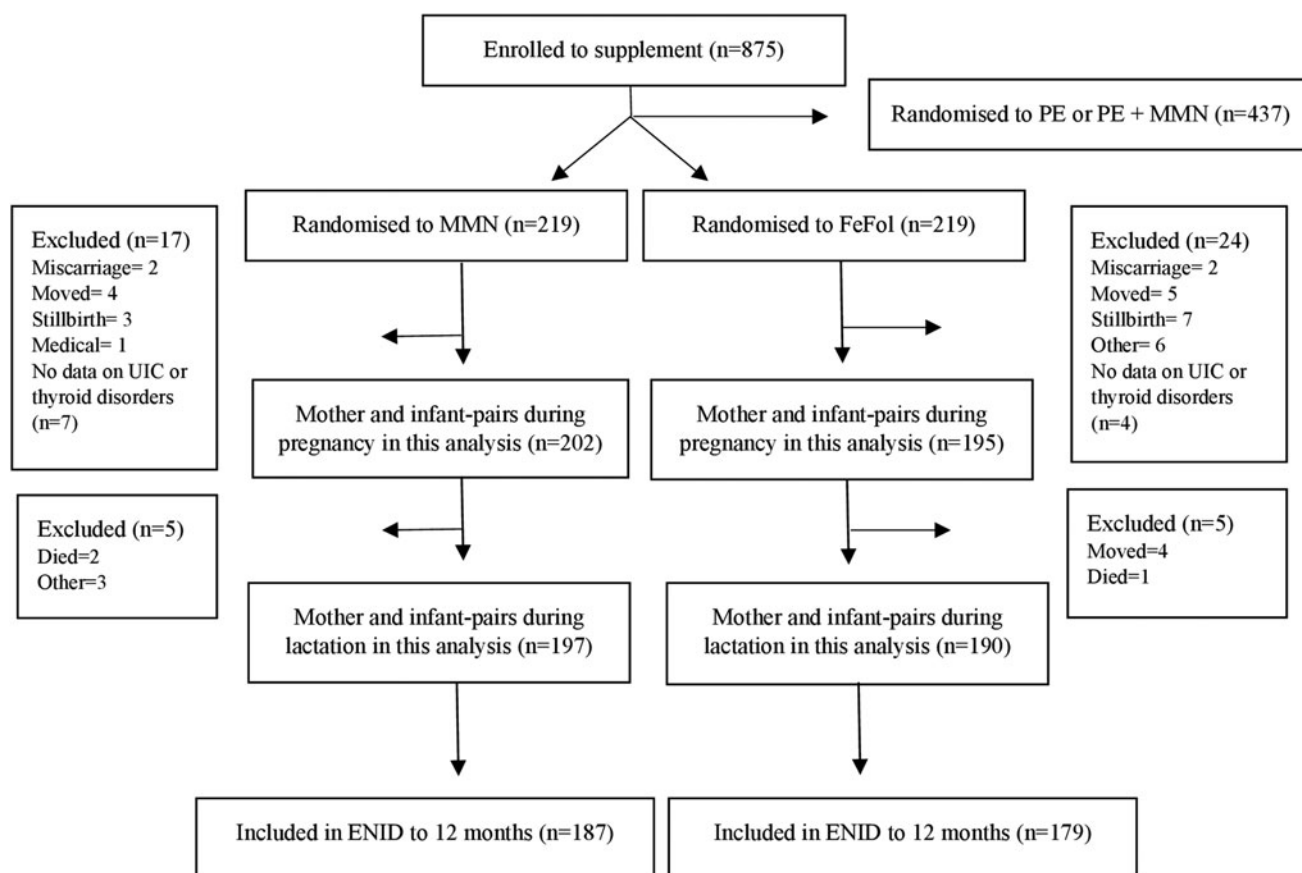 Enrolled to supplement (n=875)
Randomised to PE or PE + MMN (n=437)
Randomised to MMN (n=219)
Randomised to FeFol (n=219)
Excluded (n=17)
Miscarriage= 2
Moved= 4
Stillbirth= 3
Medical= 1
No data on UIC or
thyroid disorders
(n=7)
Excluded (n=24)
Miscarriage= 2
Moved= 5
Stillbirth= 7
Other= 6
No data on UIC or
thyroid disorders
(n=4)
Mother and infant-pairs during
pregnancy in this analysis (n=202)
Mother and infant-pairs during
pregnancy in this analysis (n=195)
Excluded (n=5)
Died=2
Other=3
Excluded (n=5)
Moved=4
Died=1
Mother and infant-pairs during
lactation in this analysis (n=197)
Mother and infant-pairs during
lactation in this analysis (n=190)
Included in ENID to 12 months (n=187)
Included in ENID to 12 months (n=179)